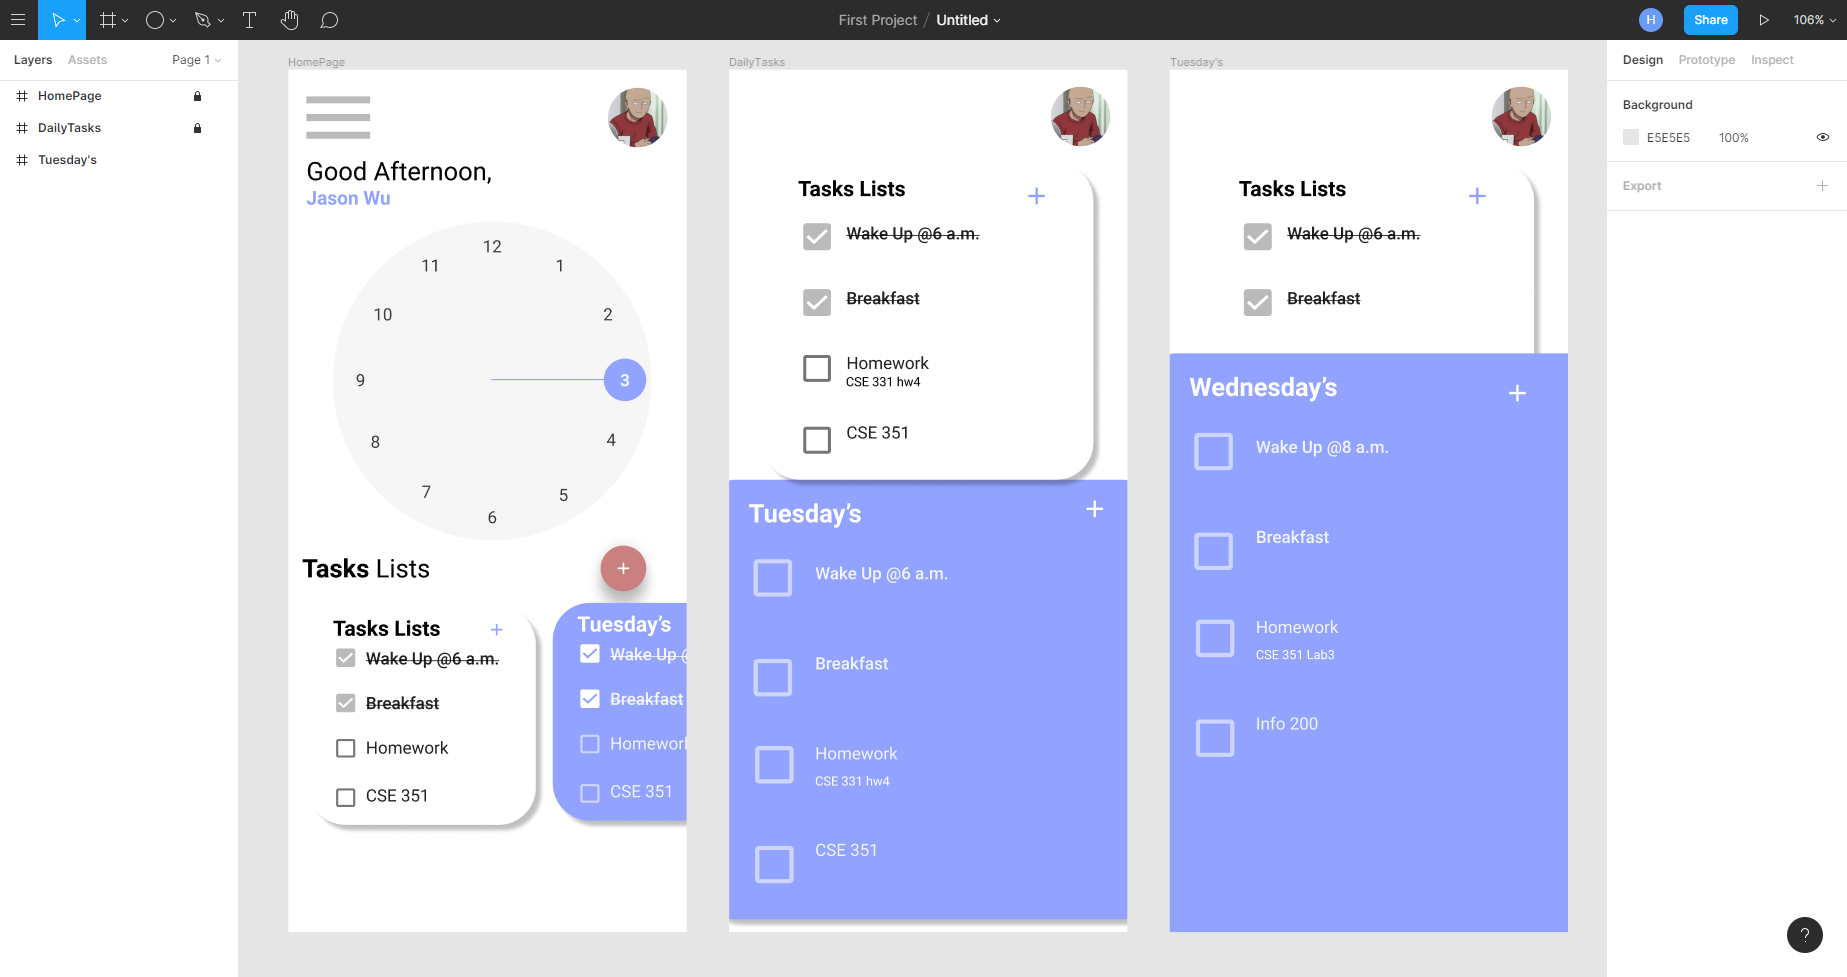 First Project / Untitled
H
Share
106%
Layers
Assets
Page 1
HomePage
DailyTasks
Tuesday's
HomePage
Good Afternoon,
Jason Wu
12
11
1
10
2
9
3
8
4
7
5
6
Tasks Lists
+
Tasks Lists
+
Wake Up @6 a.m.
Breakfast
Homework
CSE 351
Tuesday's
Wake Up @
Breakfast
Homework
CSE 351
DailyTasks
Tasks Lists
+
Wake Up @6 a.m.
Breakfast
Homework
CSE 331 hw4
CSE 351
Tuesday's
+
Wake Up @6 a.m.
Breakfast
Homework
CSE 331 hw4
CSE 351
Tuesday's
Tasks Lists
+
Wake Up @6 a.m.
Breakfast
Wednesday's
+
Wake Up @8 a.m.
Breakfast
Homework
CSE 351 Lab3
Info 200
Design
Prototype
Inspect
Background
E5E5E5
100%
Export
+
?